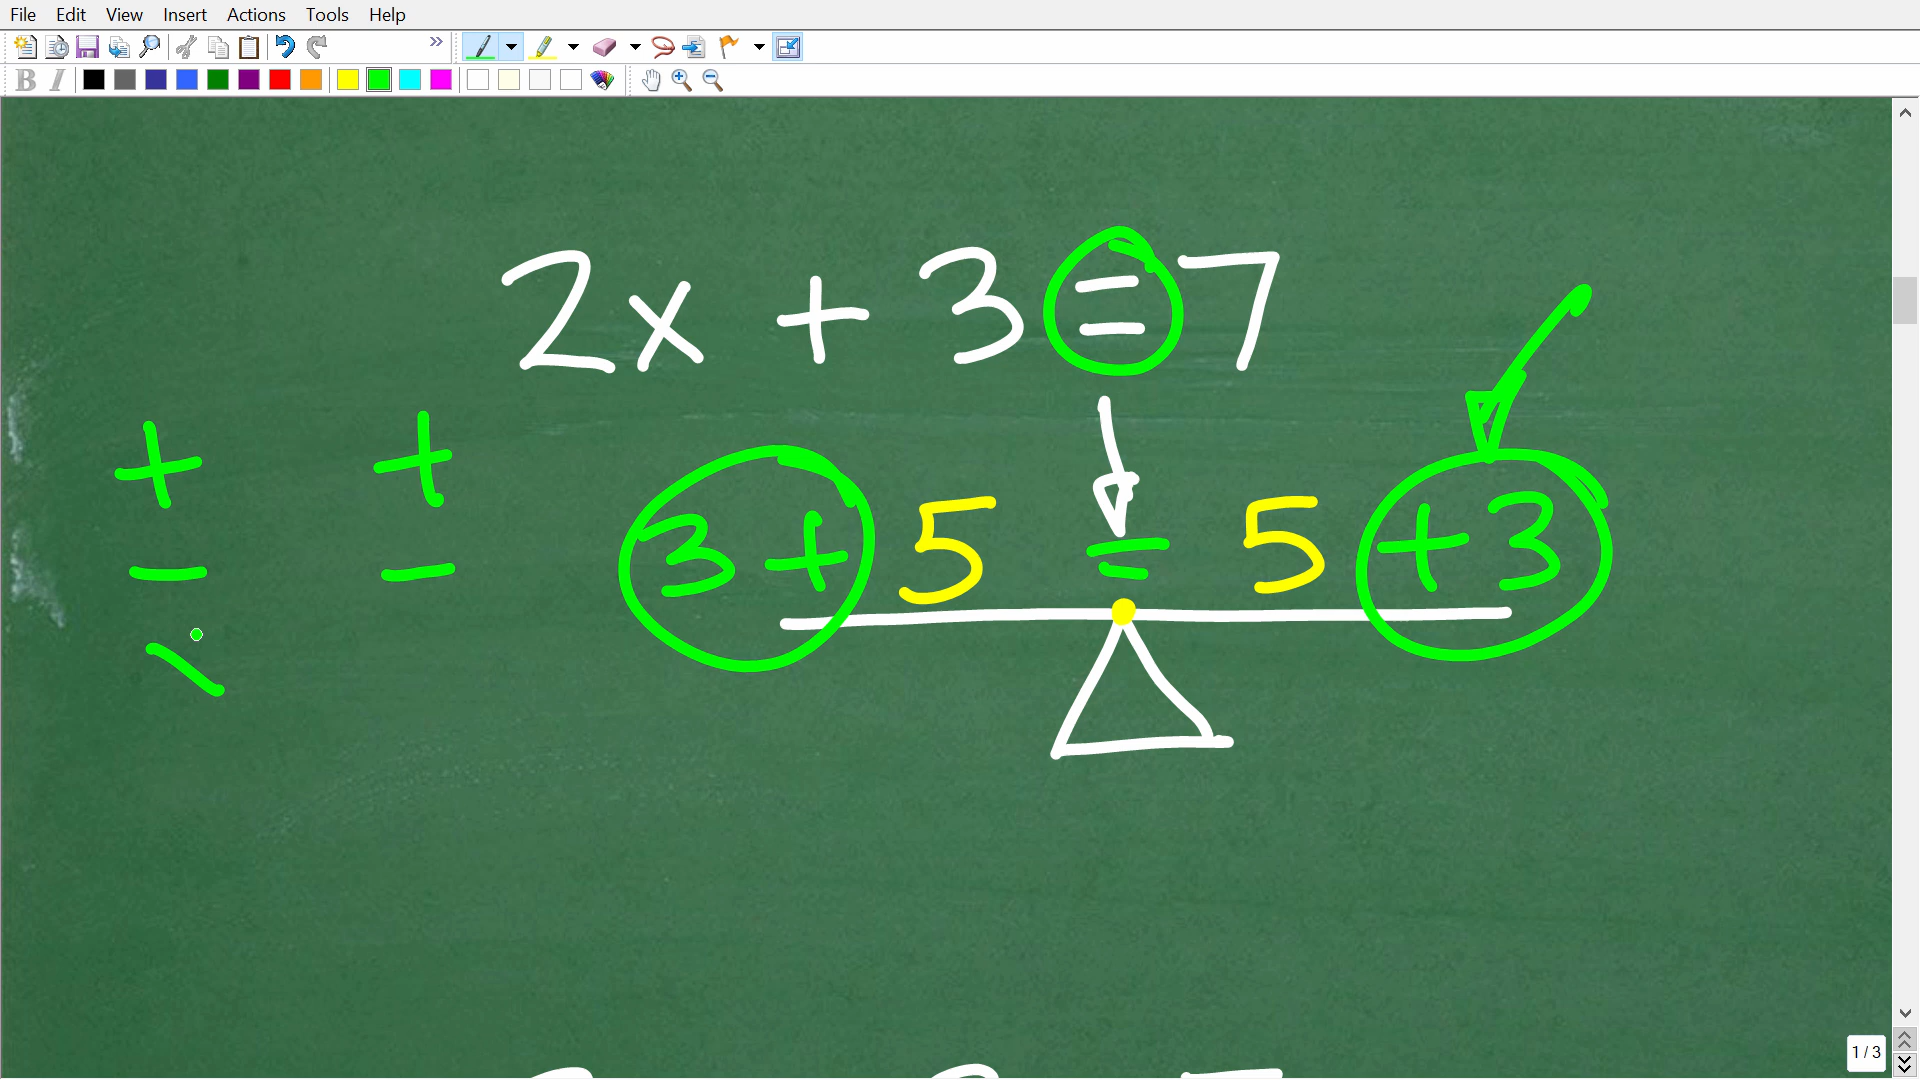 File Edit View Insert Actions Tools Help
B I
2x + 3 = 7
+ +
3 + 5 = 5 + 3
- -
\
1 / 3